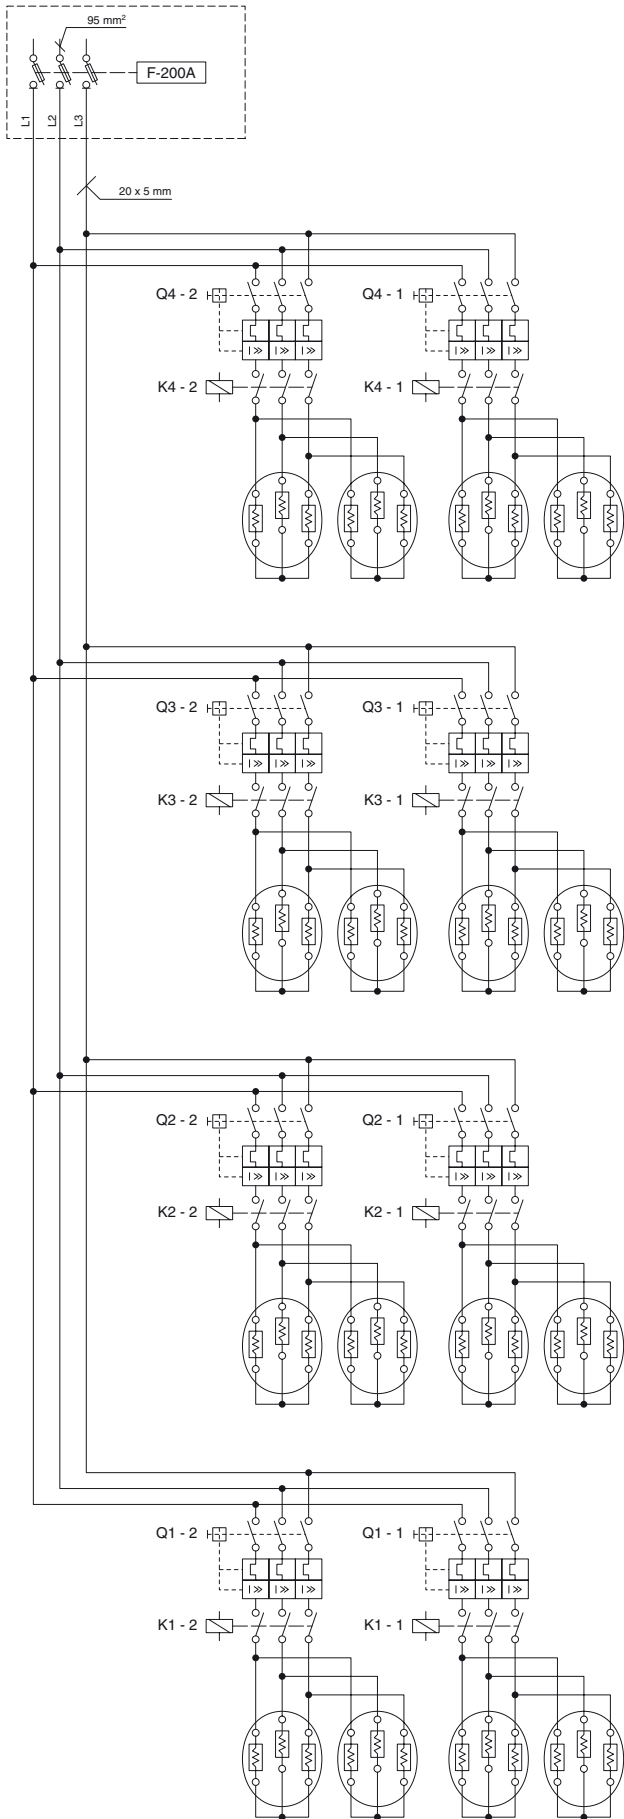 95 mm²
F-200A
L1
L2
L3
20 x 5 mm
Q4 - 2
Q4 - 1
I>> I>> I>>
I>> I>> I>>
K4 - 2
K4 - 1
Q3 - 2
Q3 - 1
I>> I>> I>>
I>> I>> I>>
K3 - 2
K3 - 1
Q2 - 2
Q2 - 1
I>> I>> I>>
I>> I>> I>>
K2 - 2
K2 - 1
Q1 - 2
Q1 - 1
I>> I>> I>>
I>> I>> I>>
K1 - 2
K1 - 1